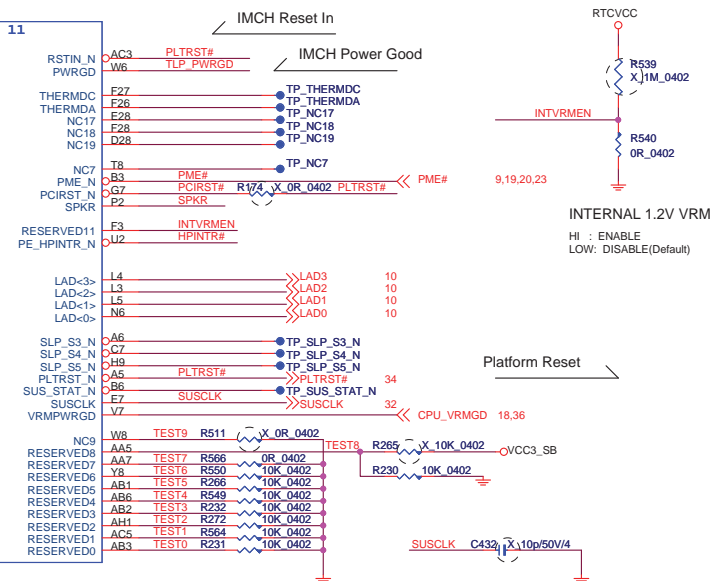 11
IMCH Reset In
IMCH Power Good
RSTIN_N AC3 PLTRST#
PWRGD W6 TLP_PWRGD
THERMDC F27 TP_THERMDC
THERMDA F26 TP_THERMDA
NC17 E28 TP_NC17
NC18 F28 TP_NC18
NC19 D28 TP_NC19
NC7 T8 TP_NC7
PME_N B3 PME# PME# 9,19,20,23
PCIRST_N G7 PCIRST# R174 X_0R_0402 PLTRST#
SPKR P2 SPKR
RESERVED11 F3 INTVRMEN
PE_HPINTR_N U2 HPINTR#
LAD<3> L4 LAD3 10
LAD<2> L3 LAD2 10
LAD<1> L5 LAD1 10
LAD<0> N6 LAD0 10
SLP_S3_N A6 TP_SLP_S3_N
SLP_S4_N C7 TP_SLP_S4_N
SLP_S5_N H9 TP_SLP_S5_N
PLTRST_N A5 PLTRST# PLTRST# 34
SUS_STAT_N B6 TP_SUS_STAT_N
SUSCLK E7 SUSCLK SUSCLK 32
VRMPWRGD V7 CPU_VRMGD 18,36
NC9 W8 TEST9 R511 X_0R_0402
RESERVED8 AA5 TEST8 R265 X_10K_0402 VCC3_SB
RESERVED7 AA7 TEST7 R566 0R_0402
RESERVED6 Y8 TEST6 R550 10K_0402 R230 10K_0402
RESERVED5 AB1 TEST5 R266 10K_0402
RESERVED4 AB6 TEST4 R549 10K_0402
RESERVED3 AB2 TEST3 R232 10K_0402
RESERVED2 AH1 TEST2 R272 10K_0402
RESERVED1 AC5 TEST1 R564 10K_0402
RESERVED0 AB3 TEST0 R231 10K_0402
RTCVCC
R539
X_1M_0402
INTVRMEN
R540
0R_0402
INTERNAL 1.2V VRM
HI : ENABLE
LOW: DISABLE(Default)
Platform Reset
SUSCLK C432 X_10p/50V/4